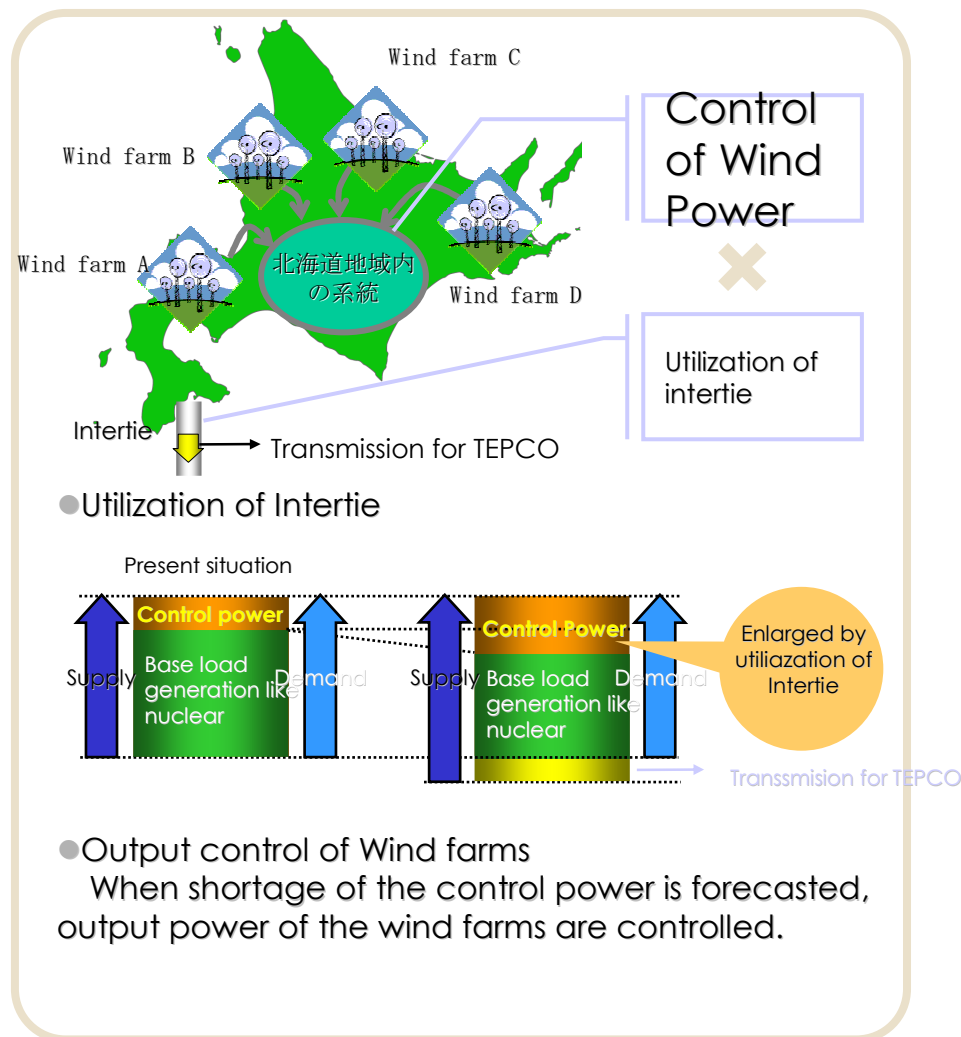 Wind farm C
Control
of Wind
Power
Wind farm B
Wind farm A
北海道地域内
の系統
Wind farm D
Utilization of
intertie
Intertie
Transmission for TEPCO
Utilization of Intertie
Present situation
Control power
Supply
Base load
generation like
nuclear
Demand
Control Power
Supply
Base load
generation like
nuclear
Demand
Enlarged by
utiliazation of
Intertie
Transsmision for TEPCO
Output control of Wind farms
When shortage of the control power is forecasted,
output power of the wind farms are controlled.